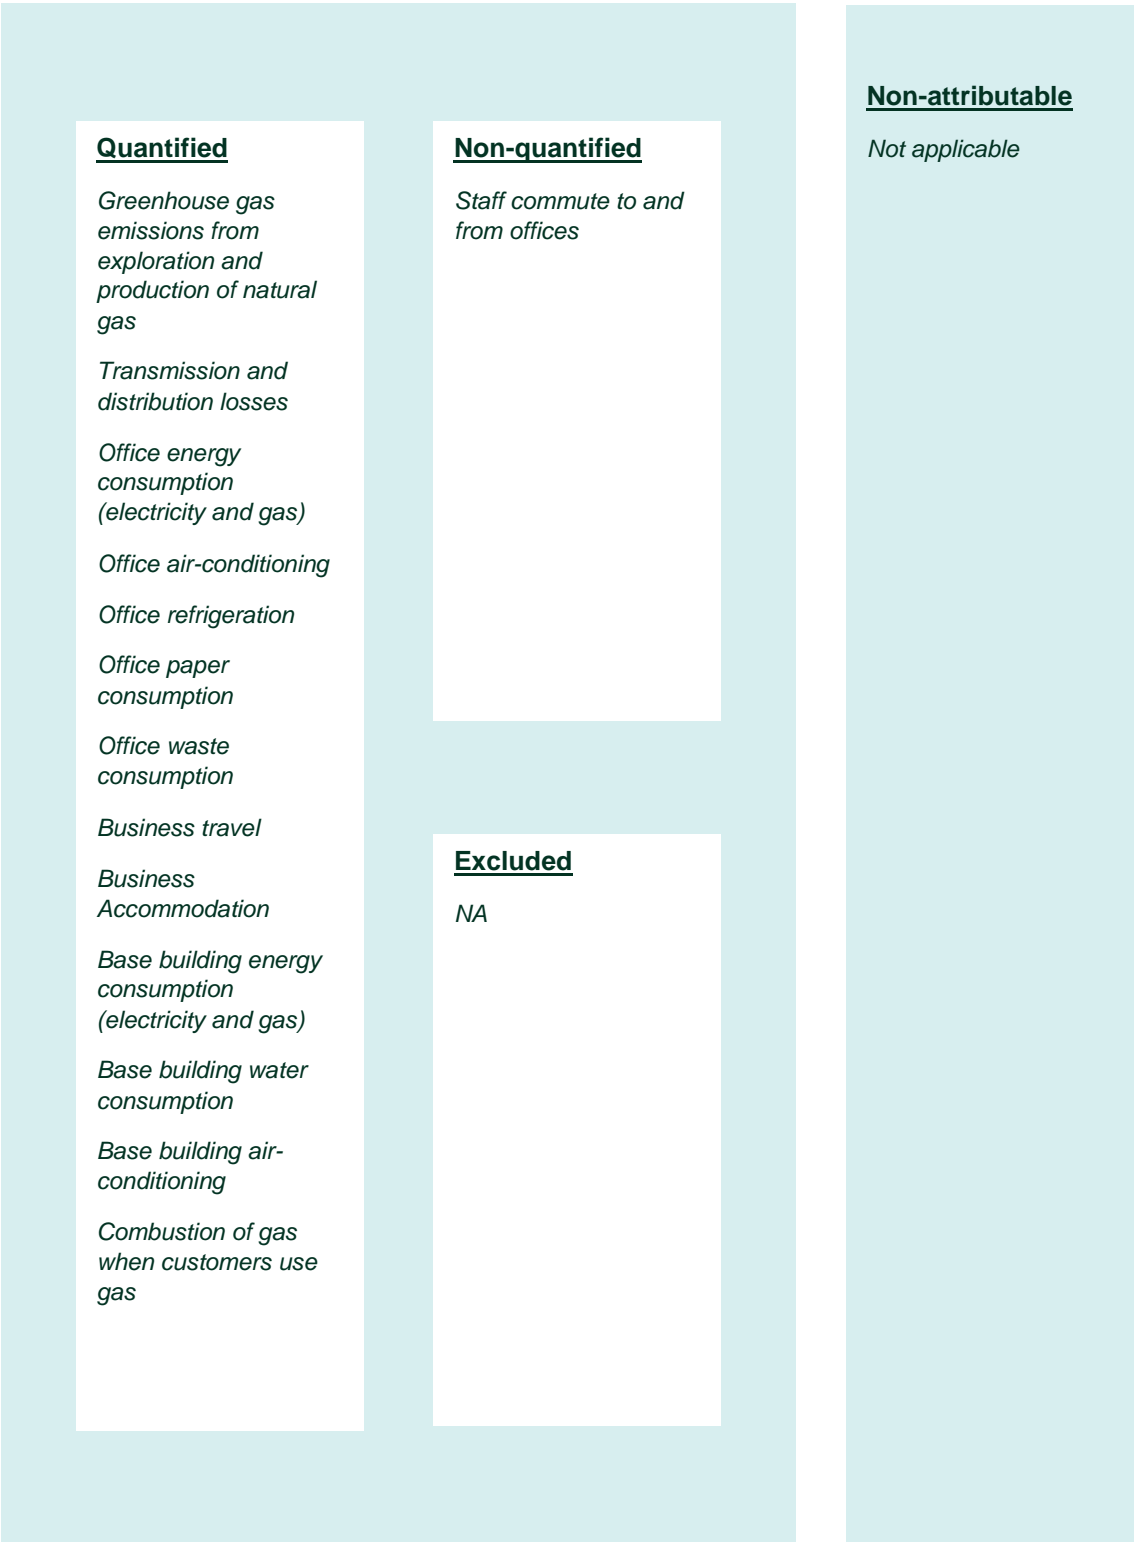 Quantified
Greenhouse gas
emissions from
exploration and
production of natural
gas
Transmission and
distribution losses
Office energy
consumption
(electricity and gas)
Office air-conditioning
Office refrigeration
Office paper
consumption
Office waste
consumption
Business travel
Business
Accommodation
Base building energy
consumption
(electricity and gas)
Base building water
consumption
Base building air-
conditioning
Combustion of gas
when customers use
gas
Non-quantified
Staff commute to and
from offices
Excluded
NA
Non-attributable
Not applicable